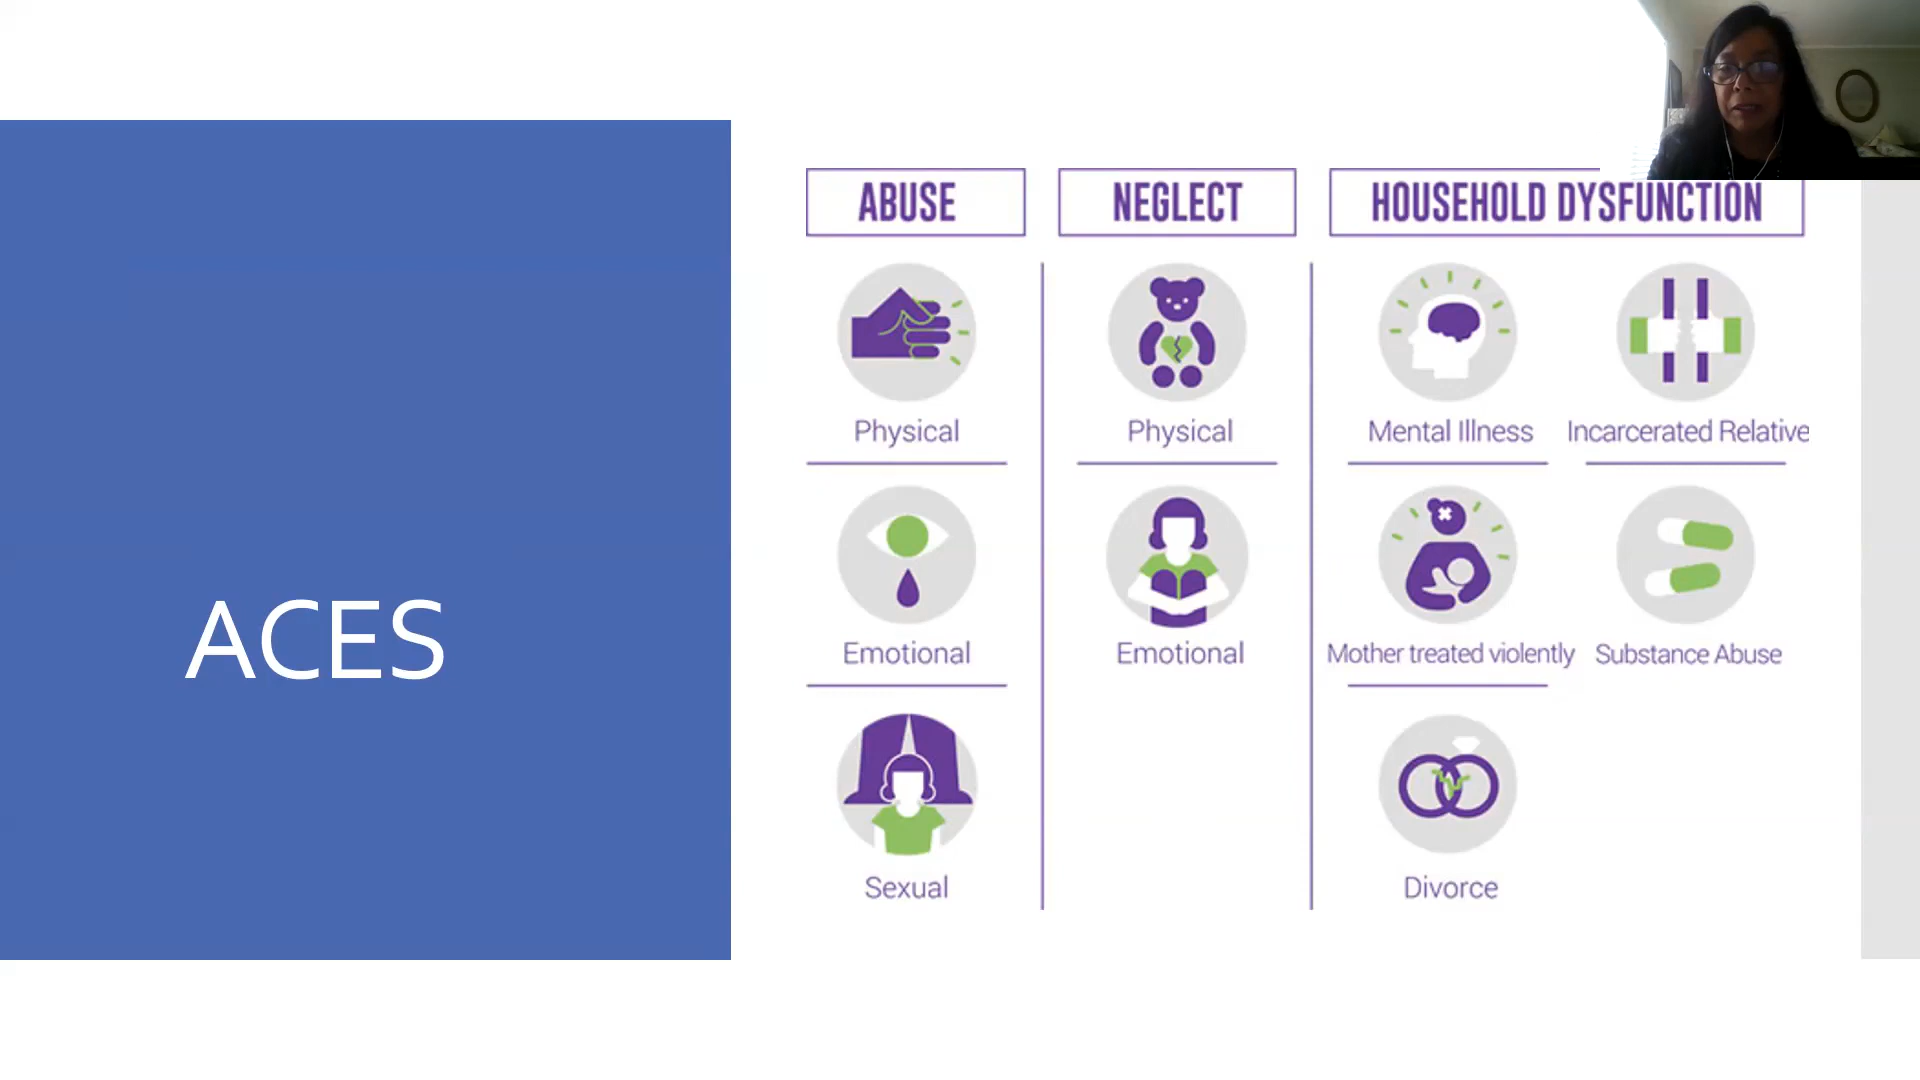 ACES
ABUSE
Physical
Emotional
Sexual
NEGLECT
Physical
Emotional
HOUSEHOLD DYSFUNCTION
Mental Illness
Incarcerated Relative
Mother treated violently
Substance Abuse
Divorce